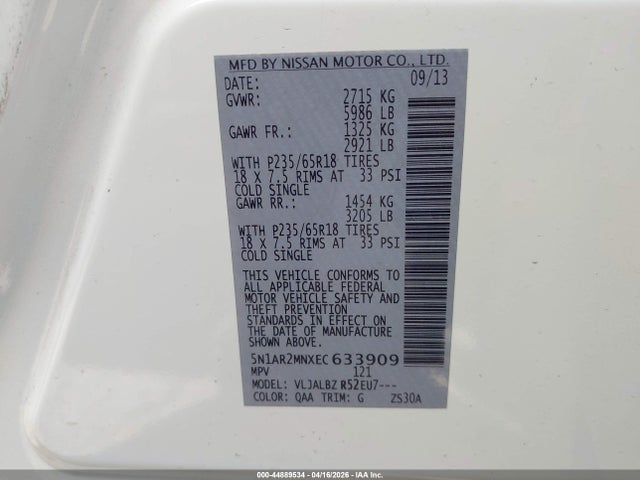 MFD BY NISSAN MOTOR CO., LTD.
DATE: 09/13
GVWR: 2715 KG
5986 LB
GAWR FR.: 1325 KG
2921 LB
WITH P235/65R18 TIRES
18 X 7.5 RIMS AT 33 PSI
COLD SINGLE
GAWR RR.: 1454 KG
3205 LB
WITH P235/65R18 TIRES
18 X 7.5 RIMS AT 33 PSI
COLD SINGLE
THIS VEHICLE CONFORMS TO
ALL APPLICABLE FEDERAL
MOTOR VEHICLE SAFETY AND
THEFT PREVENTION
STANDARDS IN EFFECT ON
THE DATE OF MANUFACTURE
SHOWN ABOVE.
5N1AR2MNXEC633909
MPV 121
MODEL: VLJALBZ RS2EU7---
COLOR: QAA TRIM: G ZS30A
000-44889534 - 04/16/2026 - IAA Inc.